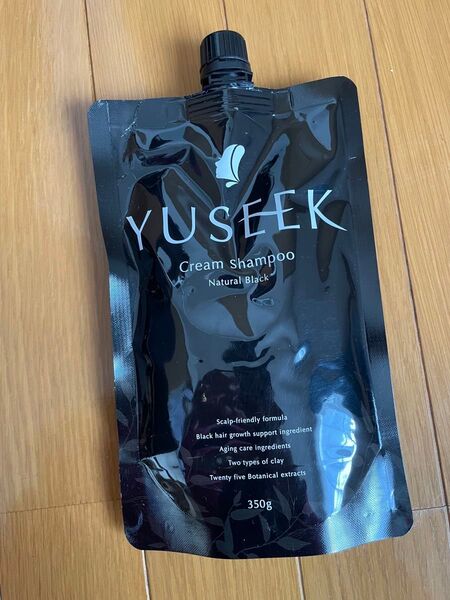 YUSEEK
Cream Shampoo
Natural Black
Scalp-friendly formula
Black hair growth support ingredient
Aging care ingredients
Two types of clay
Twenty five Botanical extracts
350g